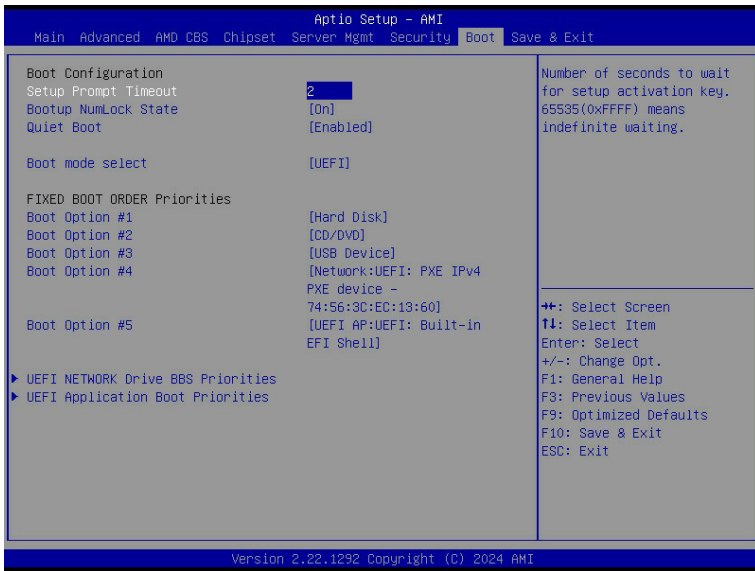 Aptio Setup - AMI
Main Advanced AMD CBS Chipset Server Mgmt Security Boot Save & Exit
Boot Configuration
Setup Prompt Timeout 2
Bootup NumLock State [On]
Quiet Boot [Enabled]
Boot mode select [UEFI]
FIXED BOOT ORDER Priorities
Boot Option #1 [Hard Disk]
Boot Option #2 [CD/DVD]
Boot Option #3 [USB Device]
Boot Option #4 [Network:UEFI: PXE IPv4
PXE device -
74:56:3C:EC:13:60]
Boot Option #5 [UEFI AP:UEFI: Built-in
EFI Shell]
UEFI NETWORK Drive BBS Priorities
UEFI Application Boot Priorities
Number of seconds to wait
for setup activation key.
65535(0xFFFF) means
indefinite waiting.
→←: Select Screen
↑↓: Select Item
Enter: Select
+/-: Change Opt.
F1: General Help
F3: Previous Values
F9: Optimized Defaults
F10: Save & Exit
ESC: Exit
Version 2.22.1292 Copyright (C) 2024 AMI